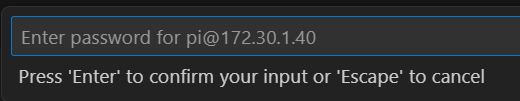 Enter password for pi@172.30.1.40
Press 'Enter' to confirm your input or 'Escape' to cancel